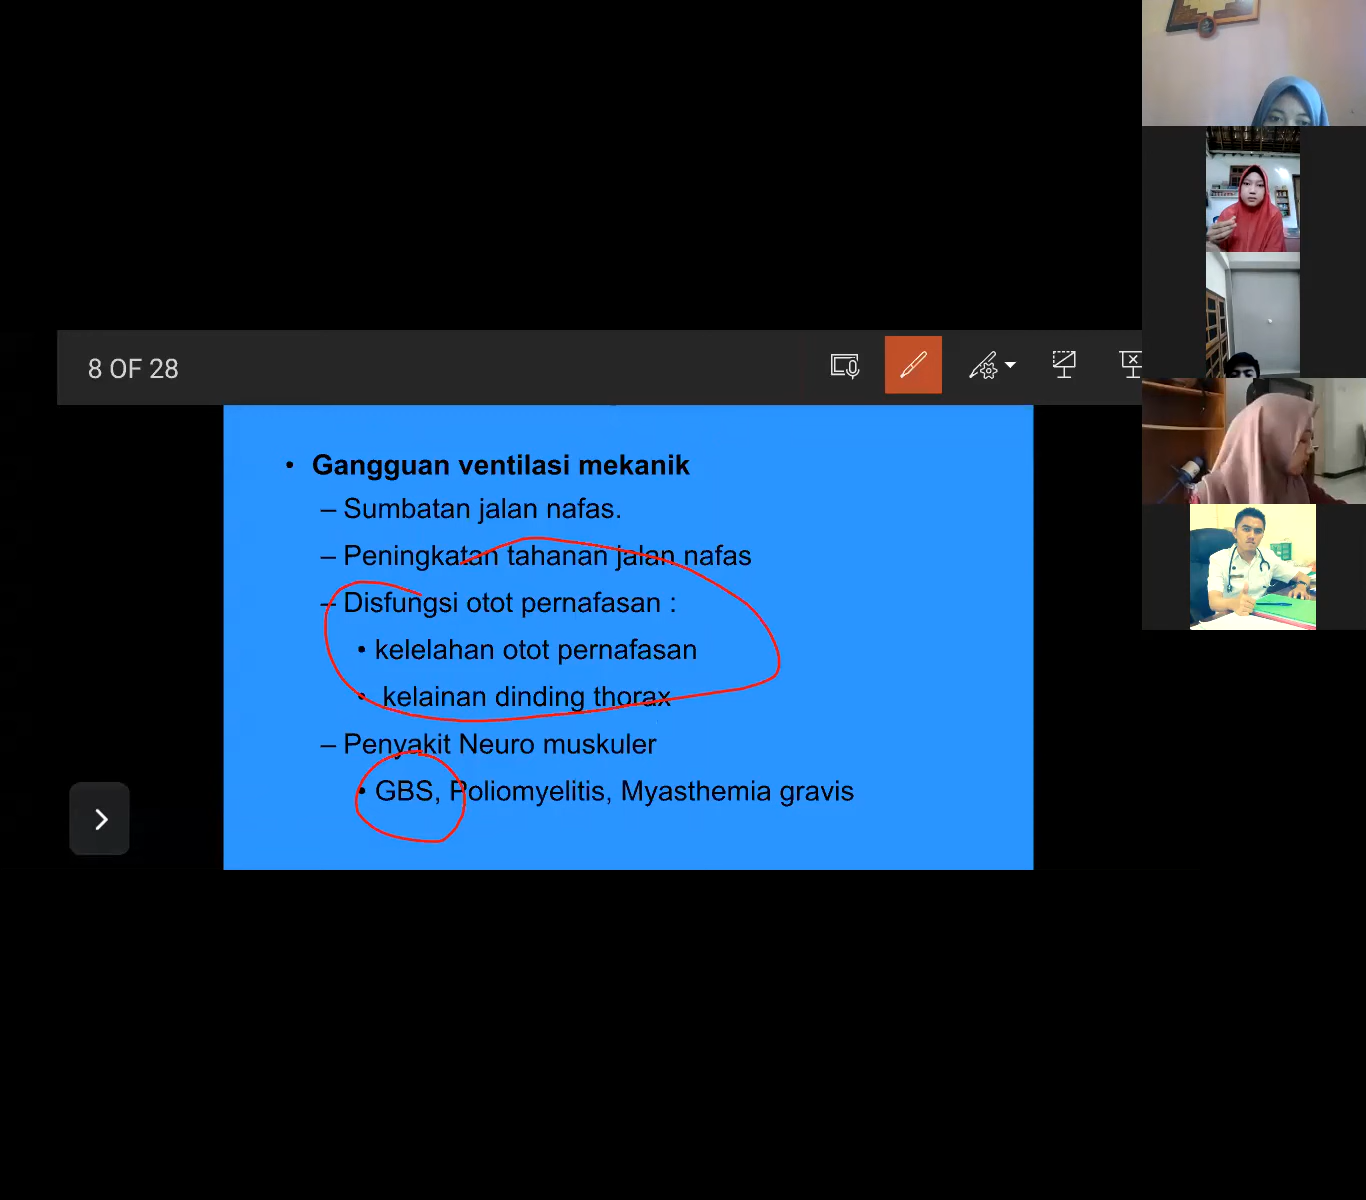 8 OF 28
• Gangguan ventilasi mekanik
– Sumbatan jalan nafas.
– Peningkatan tahanan jalan nafas
– Disfungsi otot pernafasan :
• kelelahan otot pernafasan
• kelainan dinding thorax
– Penyakit Neuro muskuler
• GBS, Poliomyelitis, Myasthemia gravis